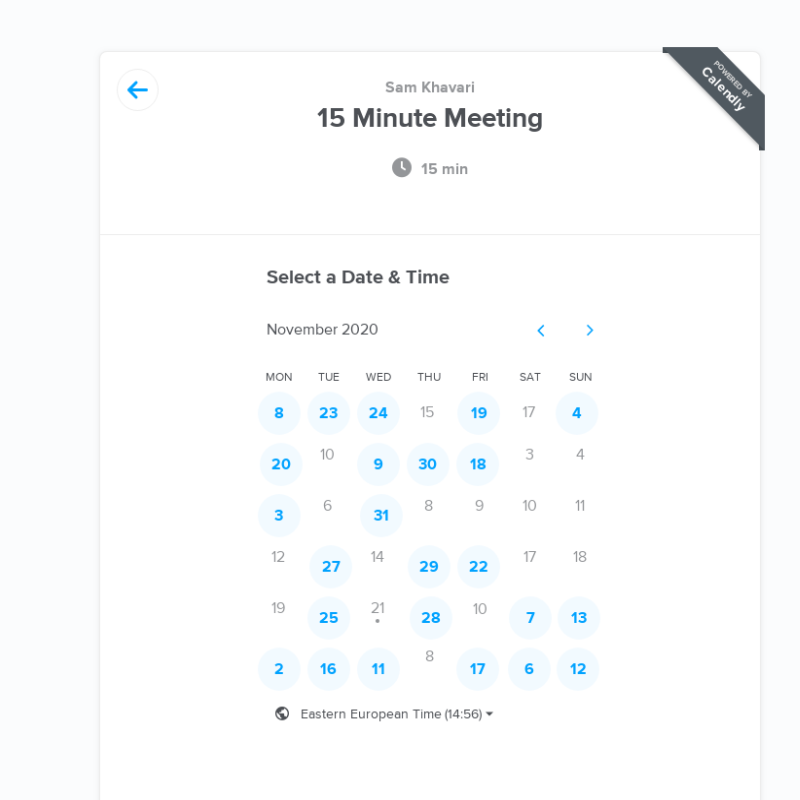 POWERED BY
Calendly
Sam Khavari
15 Minute Meeting
15 min
Select a Date & Time
November 2020
MON TUE WED THU FRI SAT SUN
8 23 24 15 19 17 4
20 10 9 30 18 3 4
3 6 31 8 9 10 11
12 27 14 29 22 17 18
19 25 21 28 10 7 13
2 16 11 8 17 6 12
Eastern European Time (14:56)